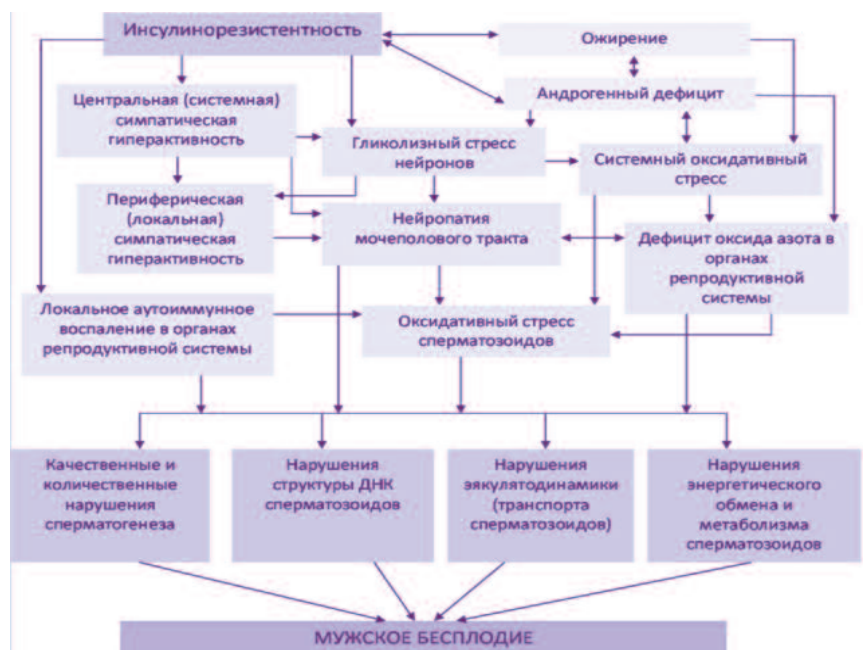 Инсулинорезистентность
Ожирение
Андрогенный дефицит
Центральная (системная)
симпатическая
гиперактивность
Гликолизный стресс
нейронов
Системный оксидативный
стресс
Периферическая
(локальная)
симпатическая
гиперактивность
Нейропатия
мочеполового тракта
Дефицит оксида азота в
органах
репродуктивной
системы
Локальное аутоиммунное
воспаление в органах
репродуктивной системы
Оксидативный стресс
сперматозоидов
Качественные и
количественные
нарушения
сперматогенеза
Нарушения
структуры ДНК
сперматозоидов
Нарушения
эякулятодинамики
(транспорта
сперматозоидов)
Нарушения
энергетического
обмена и
метаболизма
сперматозоидов
МУЖСКОЕ БЕСПЛОДИЕ